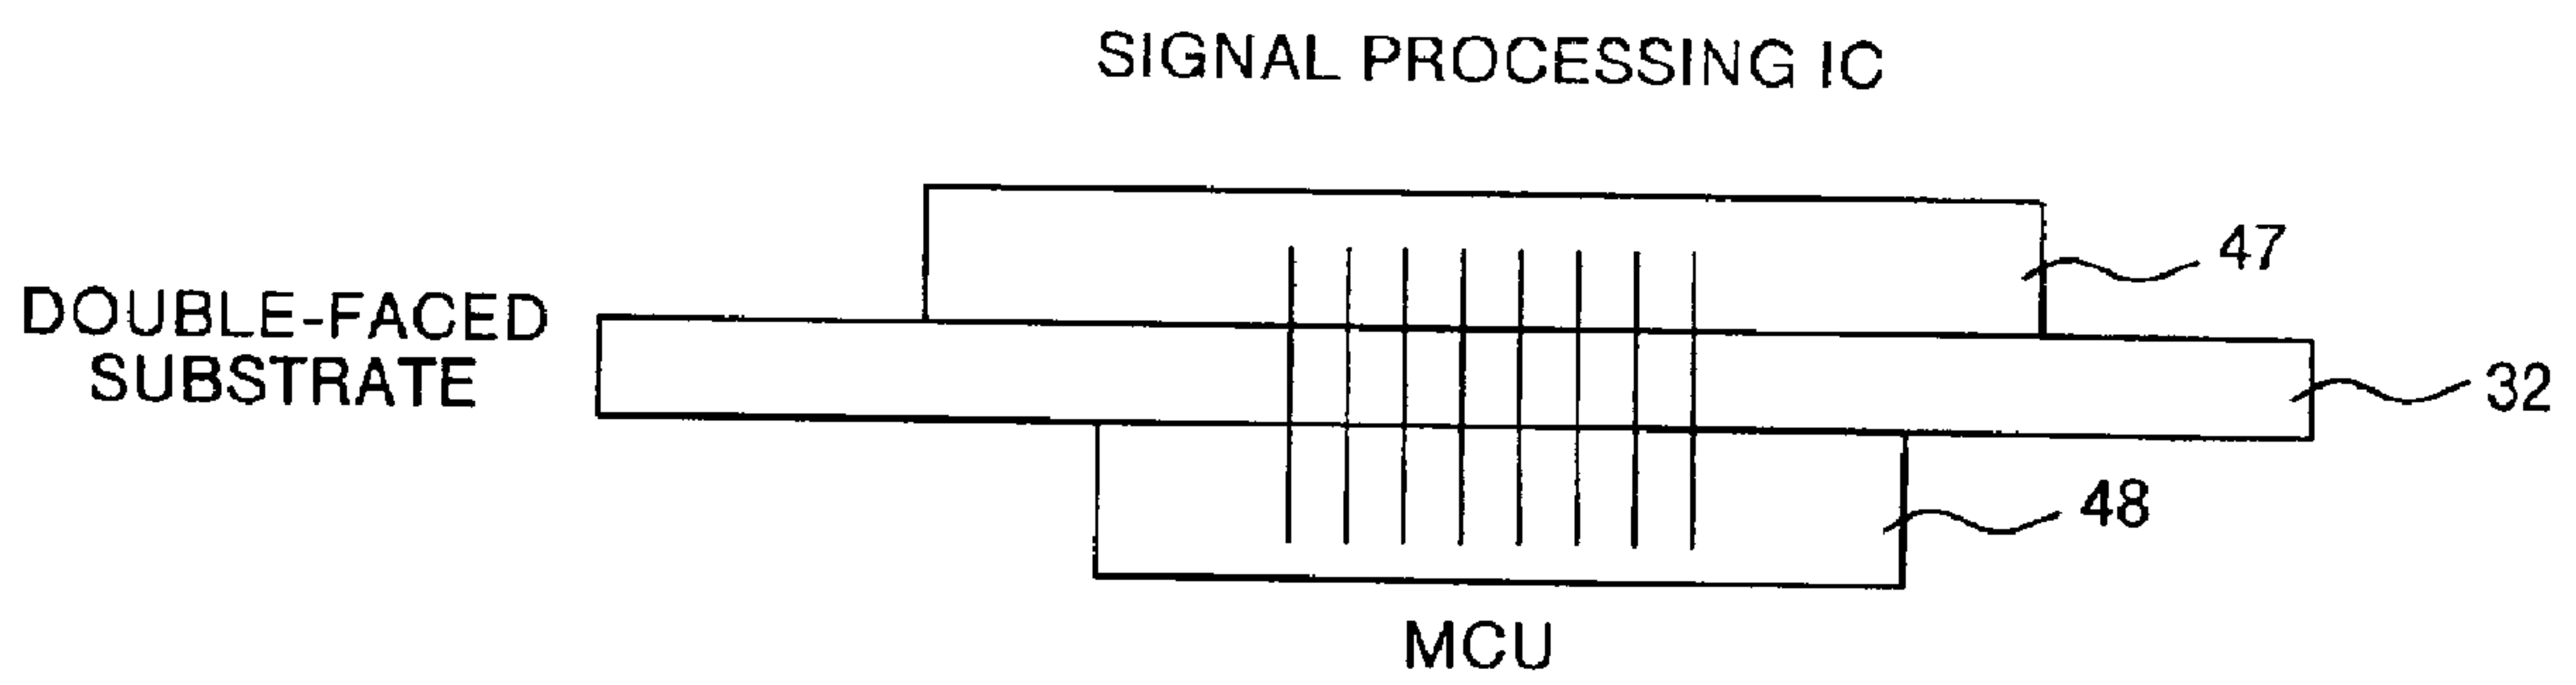 SIGNAL PROCESSING IC
47
DOUBLE-FACED
SUBSTRATE
32
48
MCU